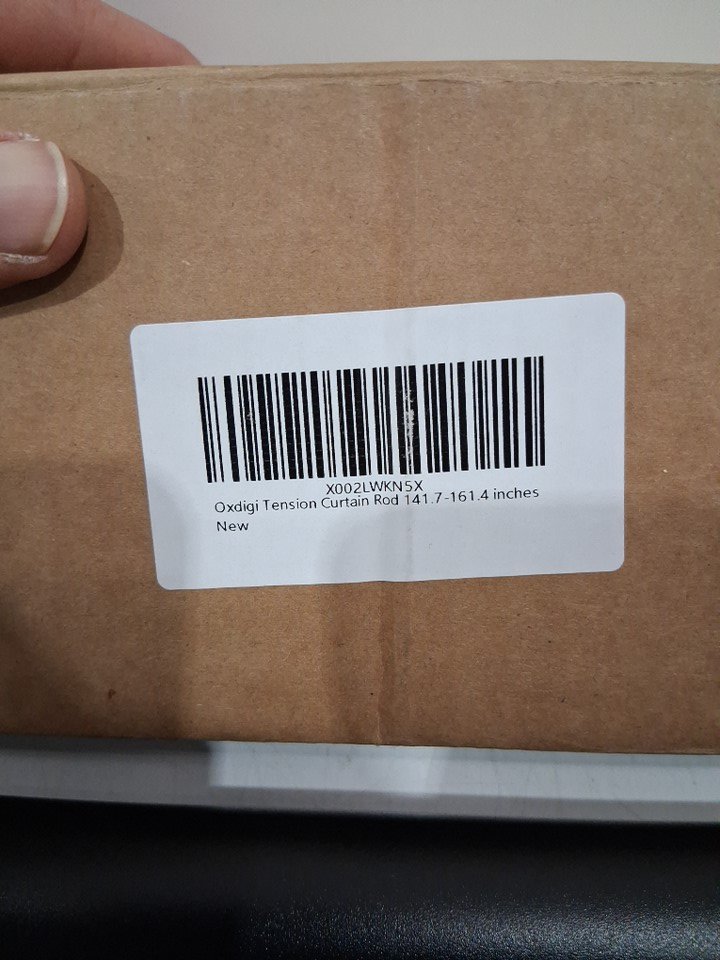 X002LWKN5X
Oxdigi Tension Curtain Rod 141.7-161.4 inches
New